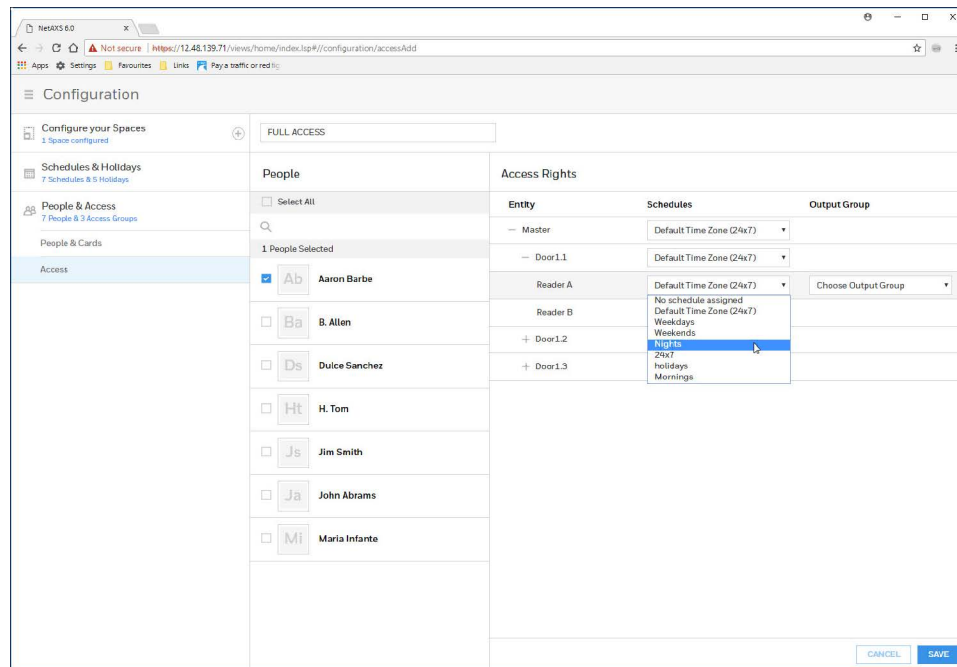 NetAXS 6.0
Not secure | https://12.48.139.71/views/home/index.lsp#//configuration/accessAdd
Apps Settings Favourites Links Pay a traffic or red
Configuration
Configure your Spaces
1 Space configured
FULL ACCESS
Schedules & Holidays
7 Schedules & 5 Holidays
People & Access
7 People & 3 Access Groups
People & Cards
Access
People
Select All
1 People Selected
Ab Aaron Barbe
Ba B. Allen
Ds Dulce Sanchez
Ht H. Tom
Js Jim Smith
Ja John Abrams
Mi Maria Infante
Access Rights
Entity Schedules Output Group
Master Default Time Zone (24x7)
Door1.1 Default Time Zone (24x7)
Reader A Default Time Zone (24x7) Choose Output Group
No schedule assigned
Default Time Zone (24x7)
Weekdays
Weekends
Nights
24x7
holidays
Mornings
Reader B
Door1.2
Door1.3
CANCEL SAVE